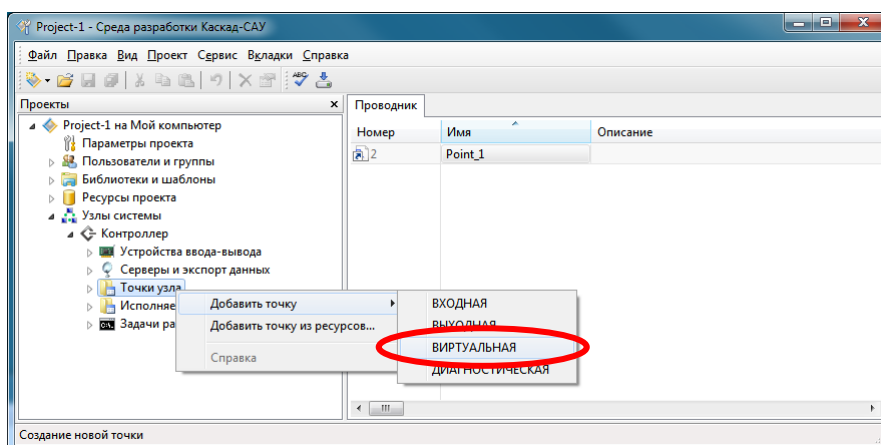 Project-1 - Среда разработки Каскад-САУ
Файл Правка Вид Проект Сервис Вкладки Справка
Проекты
Проводник
Project-1 на Мой компьютер
Параметры проекта
Пользователи и группы
Библиотеки и шаблоны
Ресурсы проекта
Узлы системы
Контроллер
Устройства ввода-вывода
Серверы и экспорт данных
Точки узла
Исполняе
Задачи ра
Номер Имя Описание
2 Point_1
Добавить точку
Добавить точку из ресурсов...
Справка
ВХОДНАЯ
ВЫХОДНАЯ
ВИРТУАЛЬНАЯ
ДИАГНОСТИЧЕСКАЯ
Создание новой точки